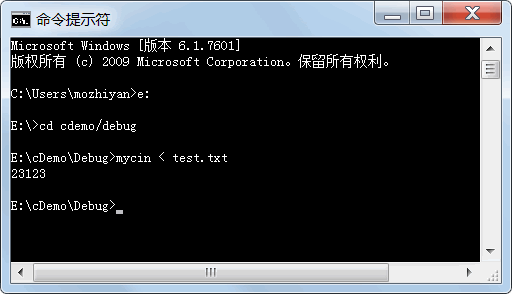 命令提示符
Microsoft Windows [版本 6.1.7601]
版权所有 (c) 2009 Microsoft Corporation。保留所有权利。
C:\Users\mozhiyan>e:
E:\>cd cdemo/debug
E:\cDemo\Debug>mycin < test.txt
23123
E:\cDemo\Debug>